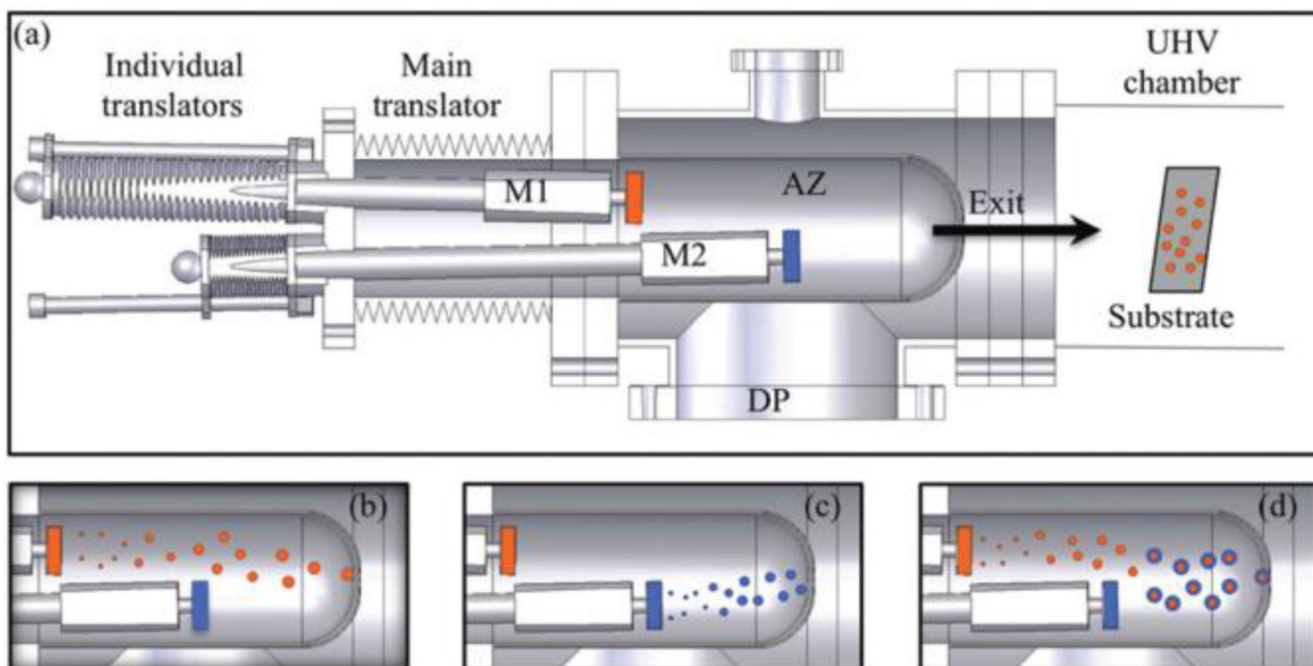 (a)
Individual
translators
Main
translator
UHV
chamber
M1
AZ
Exit
M2
Substrate
DP
(b)
(c)
(d)